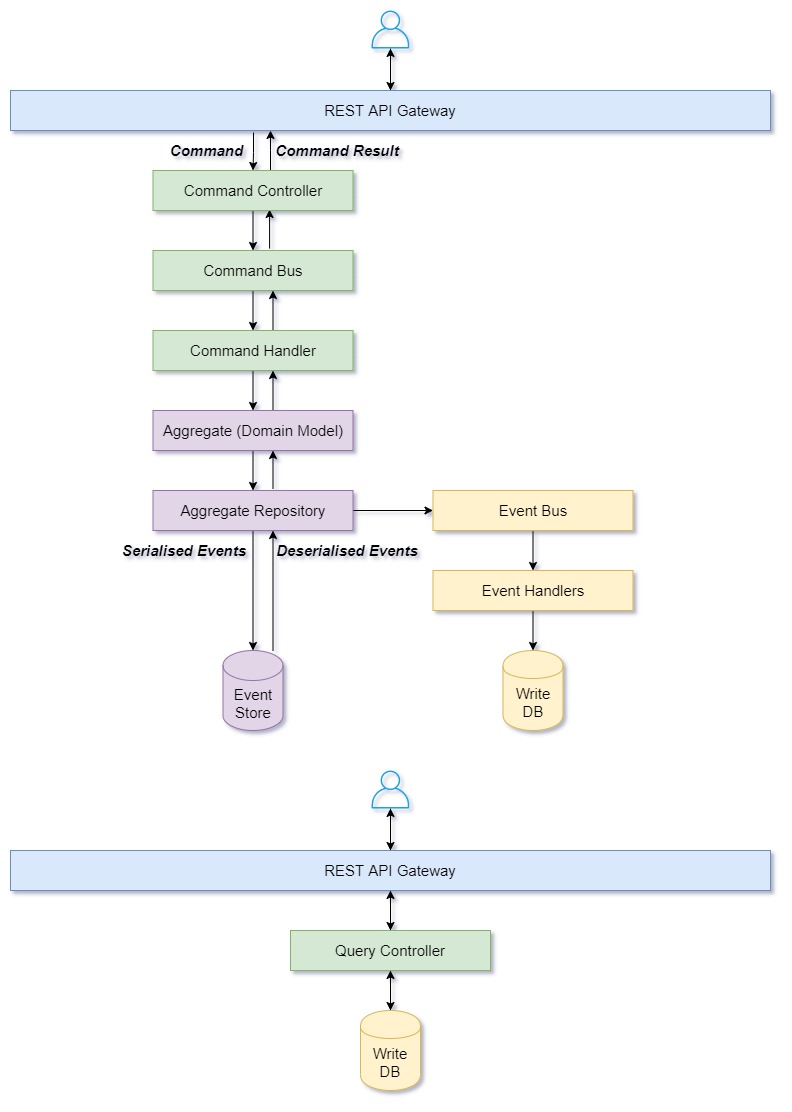 REST API Gateway
Command
Command Result
Command Controller
Command Bus
Command Handler
Aggregate (Domain Model)
Aggregate Repository
Event Bus
Serialised Events
Deserialised Events
Event Handlers
Event
Store
Write
DB
REST API Gateway
Query Controller
Write
DB